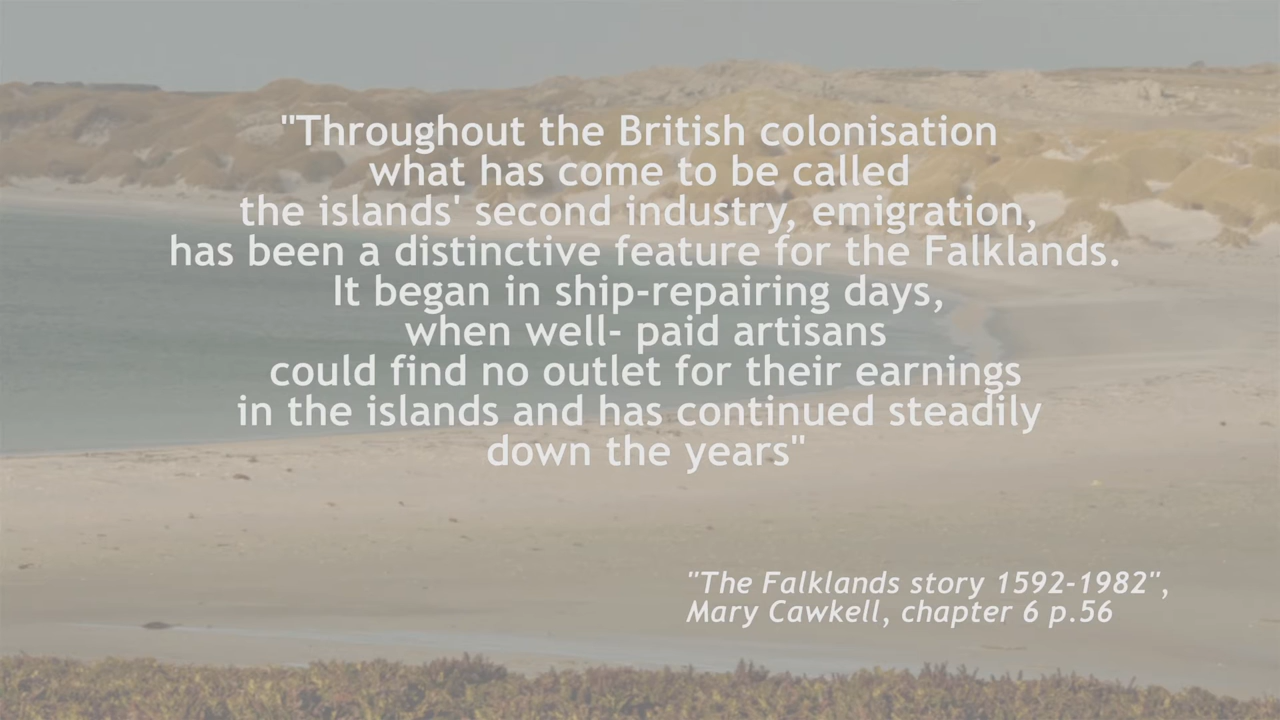 "Throughout the British colonisation
what has come to be called
the islands' second industry, emigration,
has been a distinctive feature for the Falklands.
It began in ship-repairing days,
when well- paid artisans
could find no outlet for their earnings
in the islands and has continued steadily
down the years"
"The Falklands story 1592-1982",
Mary Cawkell, chapter 6 p.56